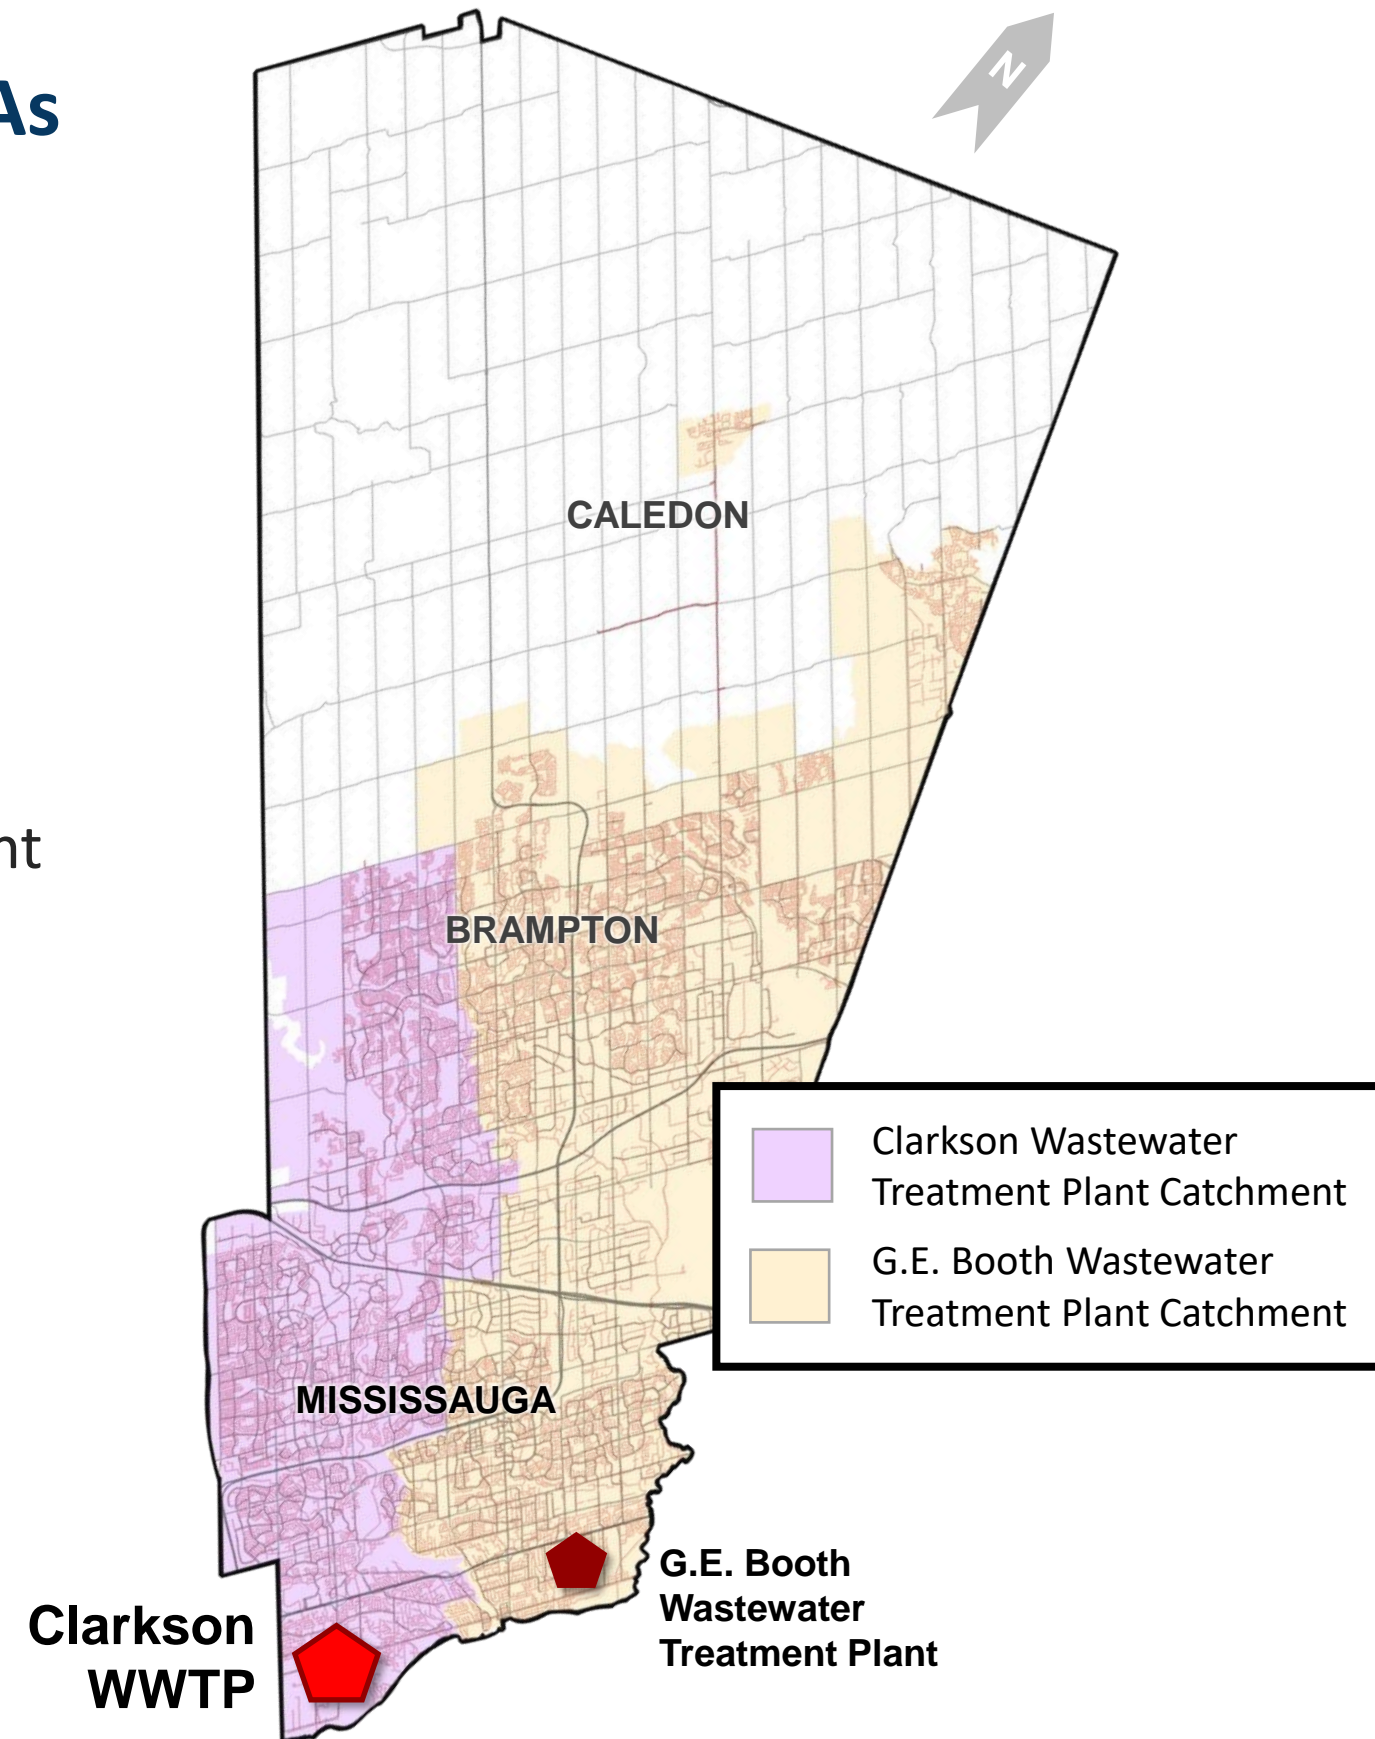 As
N
CALEDON
nt
BRAMPTON
Clarkson Wastewater
Treatment Plant Catchment
G.E. Booth Wastewater
Treatment Plant Catchment
MISSISSAUGA
G.E. Booth
Wastewater
Treatment Plant
Clarkson
WWTP